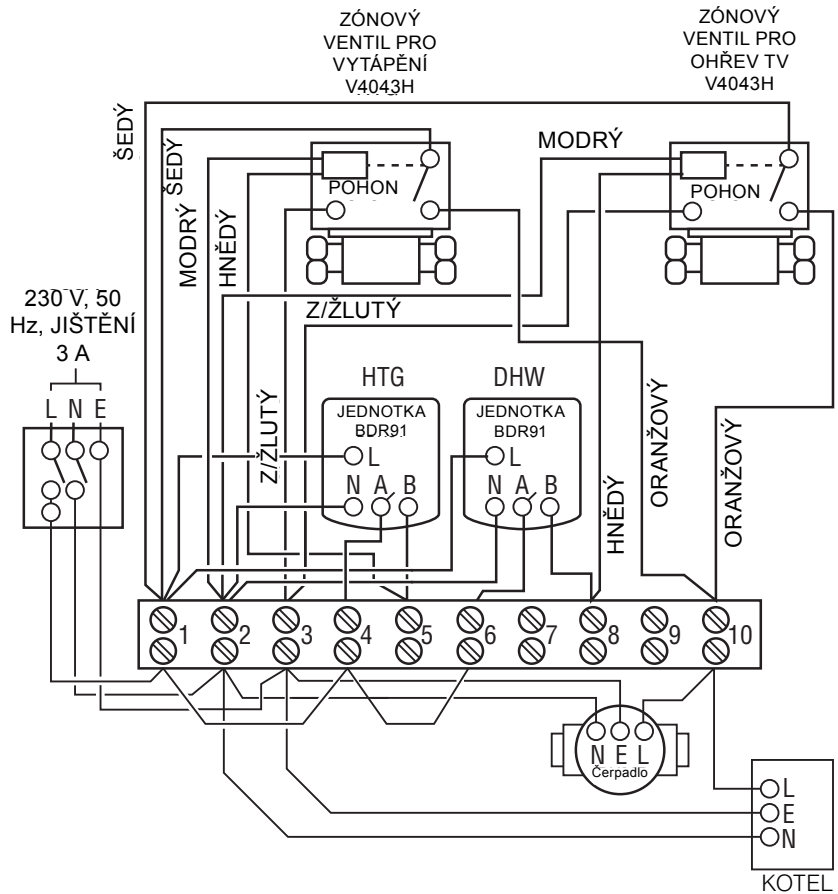 ZÓNOVÝ
VENTIL PRO
VYTÁPĚNÍ
V4043H
ZÓNOVÝ
VENTIL PRO
OHŘEV TV
V4043H
ŠEDÝ
ŠEDÝ
MODRÝ
HNĚDÝ
MODRÝ
POHON
POHON
Z/ŽLUTÝ
230 V, 50
Hz, JIŠTĚNÍ
3 A
L N E
HTG
DHW
JEDNOTKA
BDR91
L
N A B
JEDNOTKA
BDR91
L
N A B
Z/ŽLUTÝ
HNĚDÝ
ORANŽOVÝ
ORANŽOVÝ
1 2 3 4 5 6 7 8 9 10
N E L
Čerpadlo
L
E
N
KOTEL